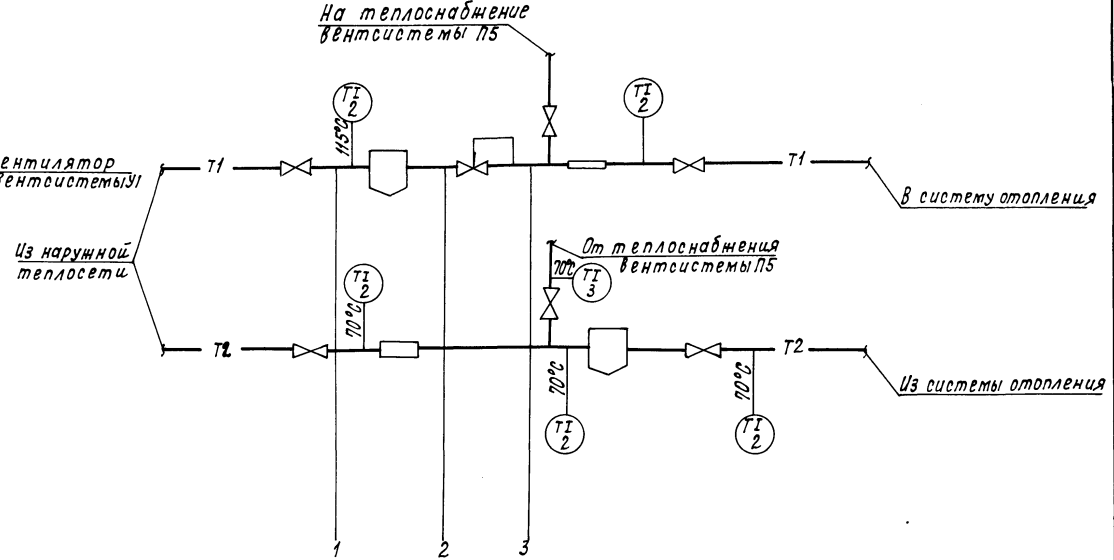 На теплоснабжение
вентсистемы П5
TI
2
115°С
TI
2
ентилятор
вентсистемы У1
Т1
Т1
В систему отопления
Из наружной
теплосети
От теплоснабжения
вентсистемы П5
70°С
TI
3
TI
2
70°С
Т2
Т2
70°С
70°С
Из системы отопления
TI
2
TI
2
1
2
3